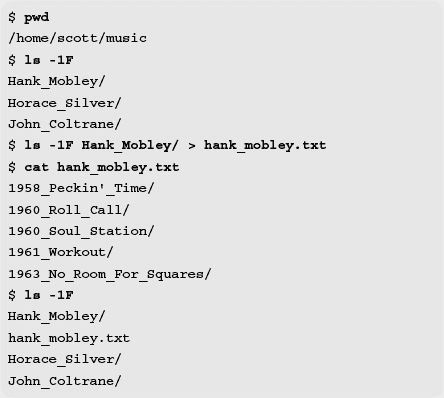 $ pwd
/home/scott/music
$ ls -1F
Hank_Mobley/
Horace_Silver/
John_Coltrane/
$ ls -1F Hank_Mobley/ > hank_mobley.txt
$ cat hank_mobley.txt
1958_Peckin'_Time/
1960_Roll_Call/
1960_Soul_Station/
1961_Workout/
1963_No_Room_For_Squares/
$ ls -1F
Hank_Mobley/
hank_mobley.txt
Horace_Silver/
John_Coltrane/